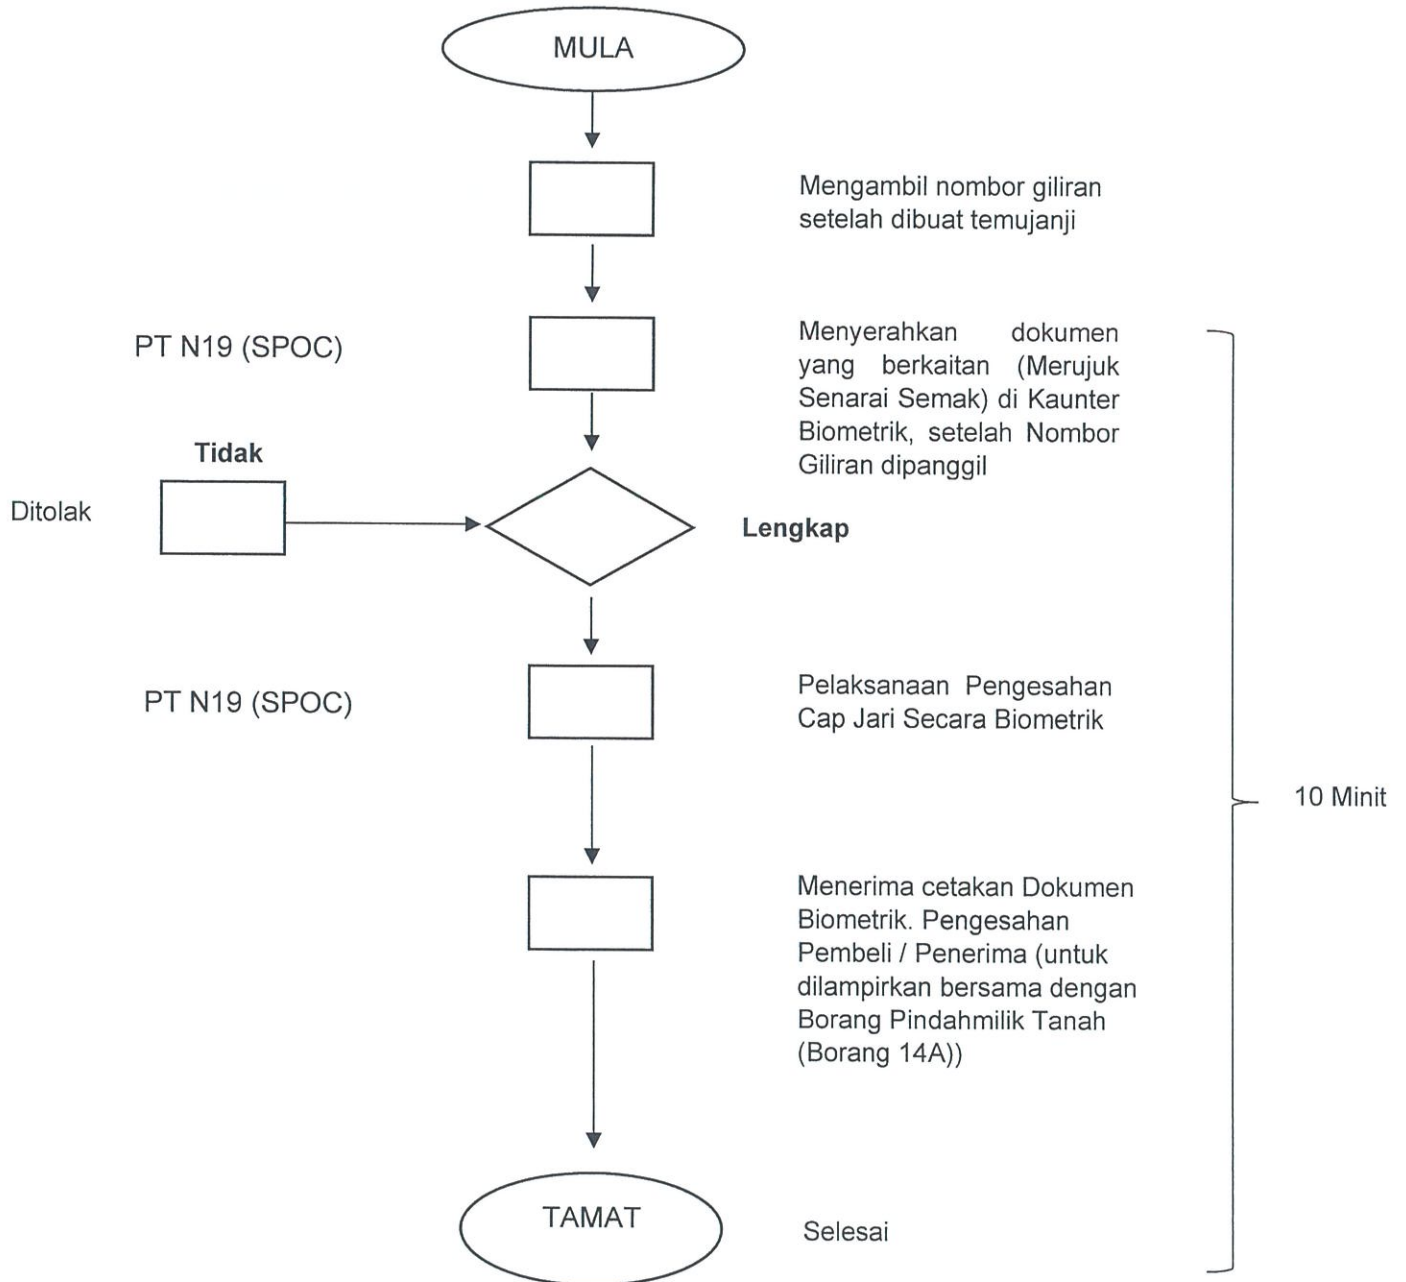 MULA
Mengambil nombor giliran
setelah dibuat temujanji
PT N19 (SPOC)
Menyerahkan dokumen
yang berkaitan (Merujuk
Senarai Semak) di Kaunter
Biometrik, setelah Nombor
Giliran dipanggil
Tidak
Ditolak
Lengkap
PT N19 (SPOC)
Pelaksanaan Pengesahan
Cap Jari Secara Biometrik
10 Minit
Menerima cetakan Dokumen
Biometrik. Pengesahan
Pembeli / Penerima (untuk
dilampirkan bersama dengan
Borang Pindahmilik Tanah
(Borang 14A))
TAMAT
Selesai